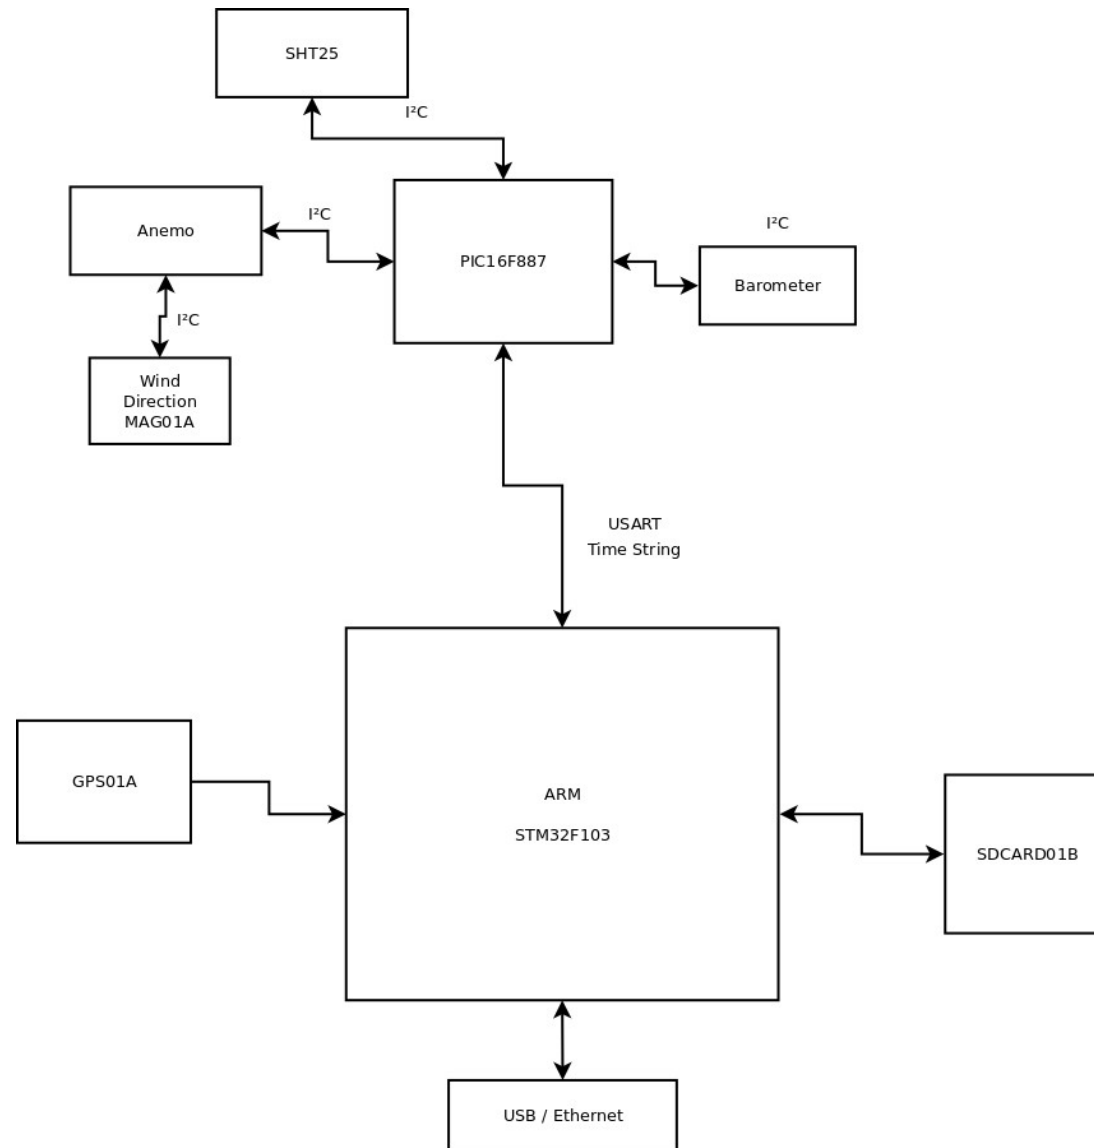 SHT25
I²C
Anemo
I²C
PIC16F887
I²C
Barometer
I²C
Wind
Direction
MAG01A
USART
Time String
GPS01A
ARM
STM32F103
SDCARD01B
USB / Ethernet